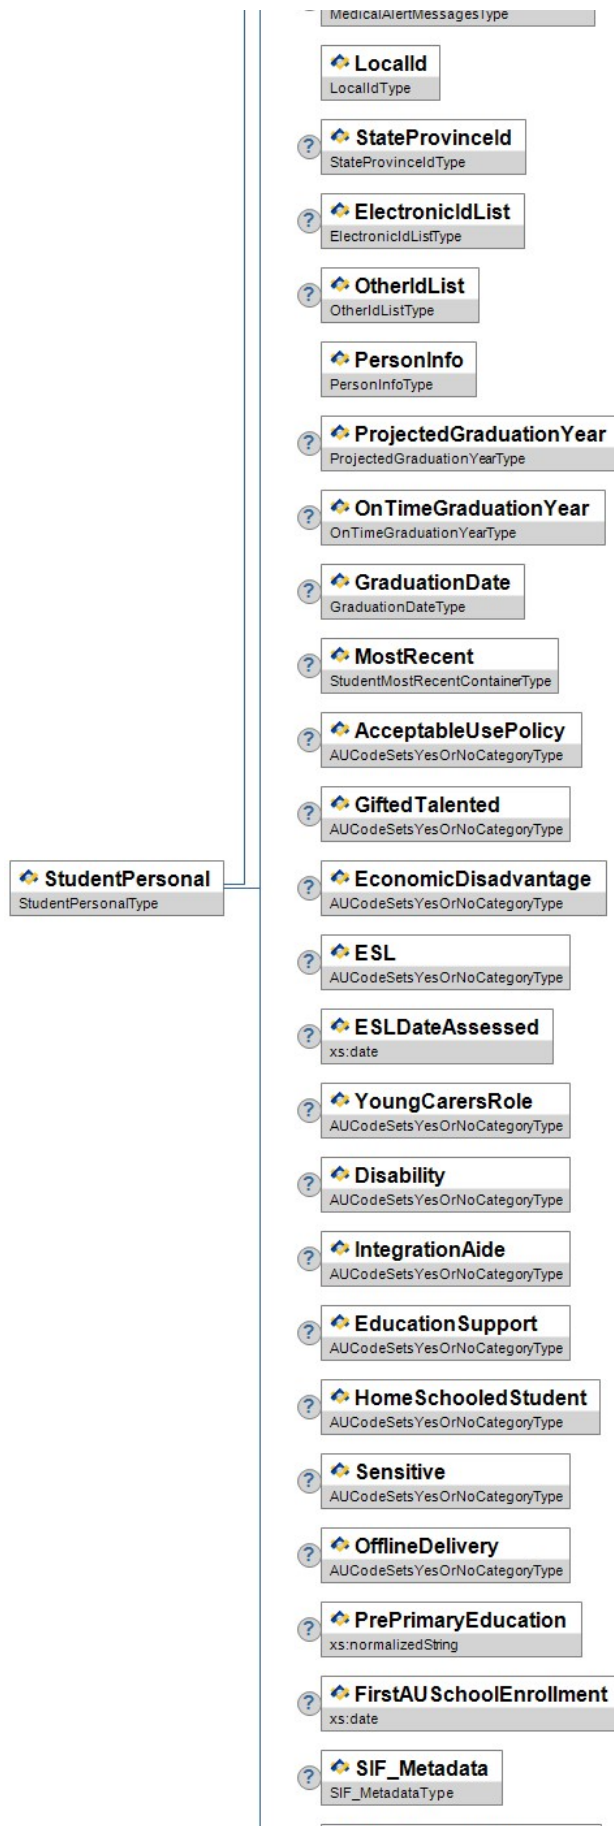 MedicalAlertMessagesType
LocalId
LocalIdType
?
StateProvinceId
StateProvinceIdType
?
ElectronicIdList
ElectronicIdListType
?
OtherIdList
OtherIdListType
PersonInfo
PersonInfoType
?
ProjectedGraduationYear
ProjectedGraduationYearType
?
OnTimeGraduationYear
OnTimeGraduationYearType
?
GraduationDate
GraduationDateType
?
MostRecent
StudentMostRecentContainerType
?
AcceptableUsePolicy
AUCodeSetsYesOrNoCategoryType
?
GiftedTalented
AUCodeSetsYesOrNoCategoryType
StudentPersonal
StudentPersonalType
?
EconomicDisadvantage
AUCodeSetsYesOrNoCategoryType
?
ESL
AUCodeSetsYesOrNoCategoryType
?
ESLDateAssessed
xs:date
?
YoungCarersRole
AUCodeSetsYesOrNoCategoryType
?
Disability
AUCodeSetsYesOrNoCategoryType
?
IntegrationAide
AUCodeSetsYesOrNoCategoryType
?
EducationSupport
AUCodeSetsYesOrNoCategoryType
?
HomeSchooledStudent
AUCodeSetsYesOrNoCategoryType
?
Sensitive
AUCodeSetsYesOrNoCategoryType
?
OfflineDelivery
AUCodeSetsYesOrNoCategoryType
?
PrePrimaryEducation
xs:normalizedString
?
FirstAUSchoolEnrollment
xs:date
?
SIF_Metadata
SIF_MetadataType